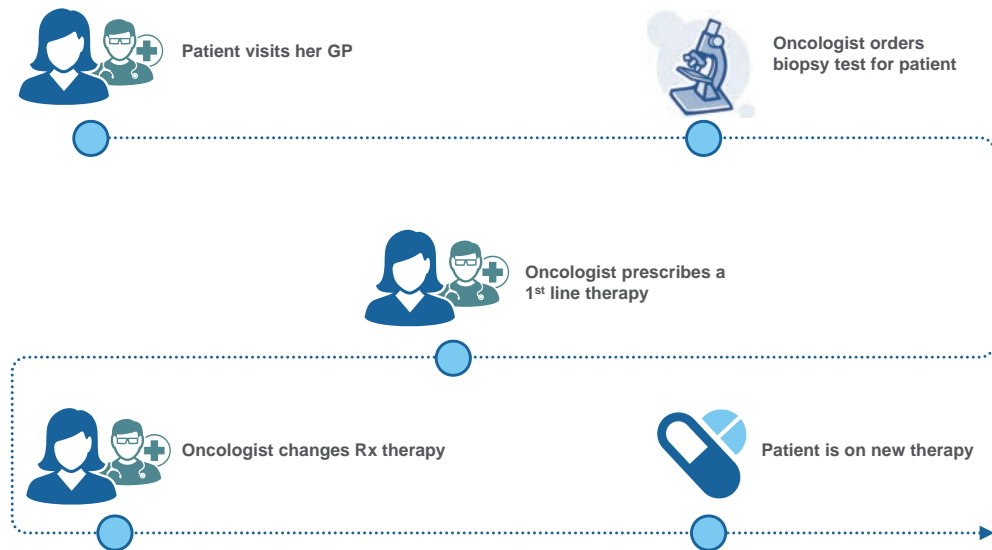 Patient visits her GP
Oncologist orders
biopsy test for patient
Oncologist prescribes a
1st line therapy
Oncologist changes Rx therapy
Patient is on new therapy